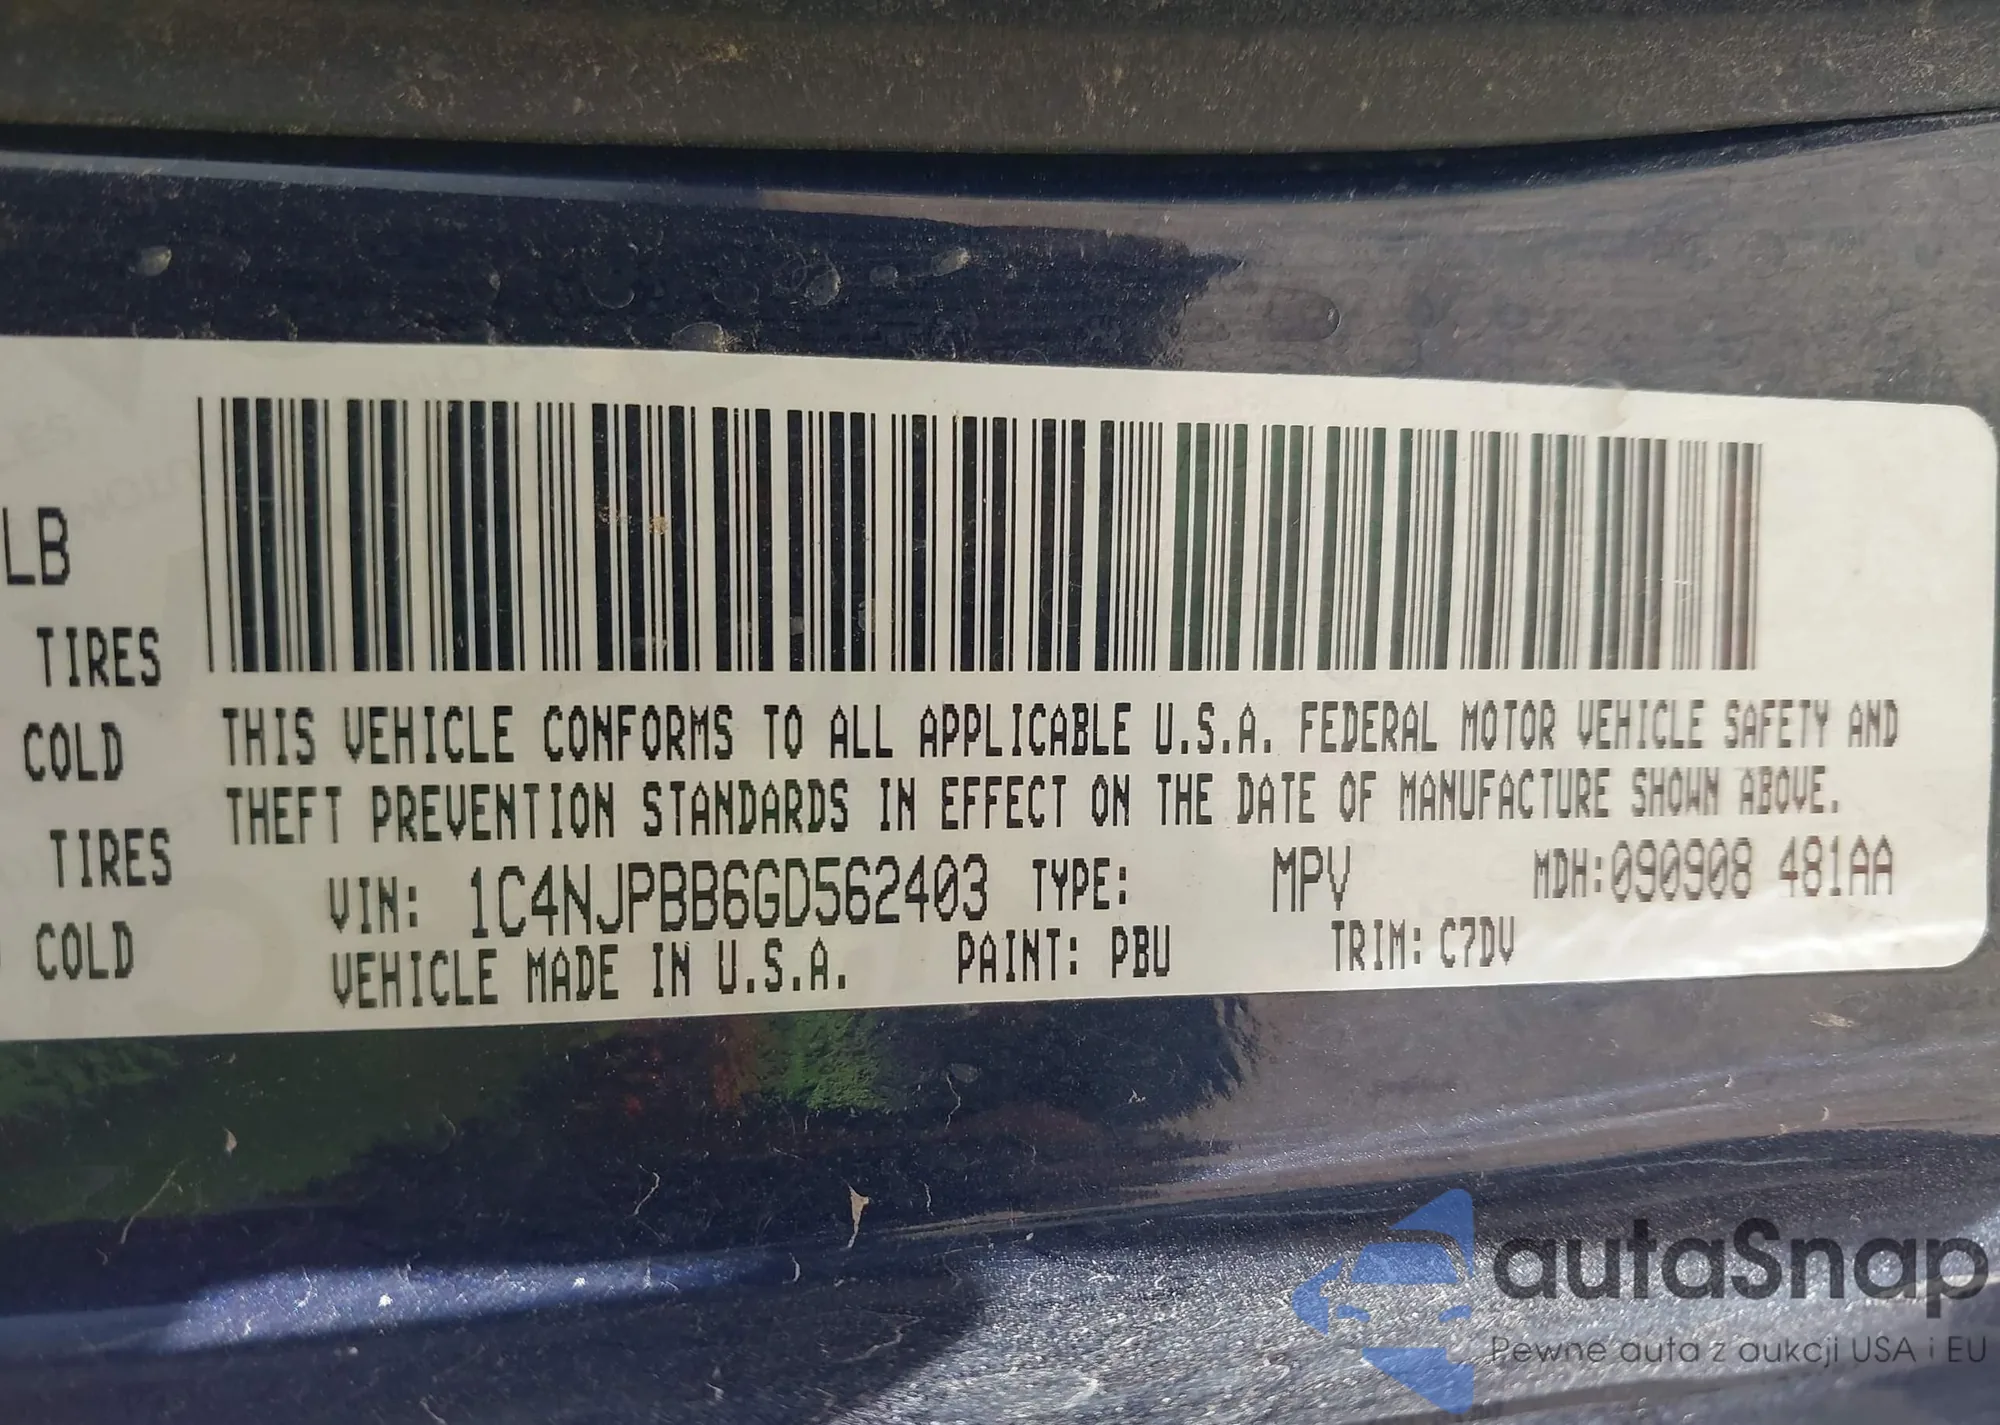 LB
TIRES
COLD
TIRES
COLD
THIS VEHICLE CONFORMS TO ALL APPLICABLE U.S.A. FEDERAL MOTOR VEHICLE SAFETY AND
THEFT PREVENTION STANDARDS IN EFFECT ON THE DATE OF MANUFACTURE SHOWN ABOVE.
VIN: 1C4NJPBB6GD562403 TYPE: MPV MDH:090908 481AA
VEHICLE MADE IN U.S.A. PAINT: PBU TRIM: C7DV
autaSnap
Pewne auta z aukcji USA i EU